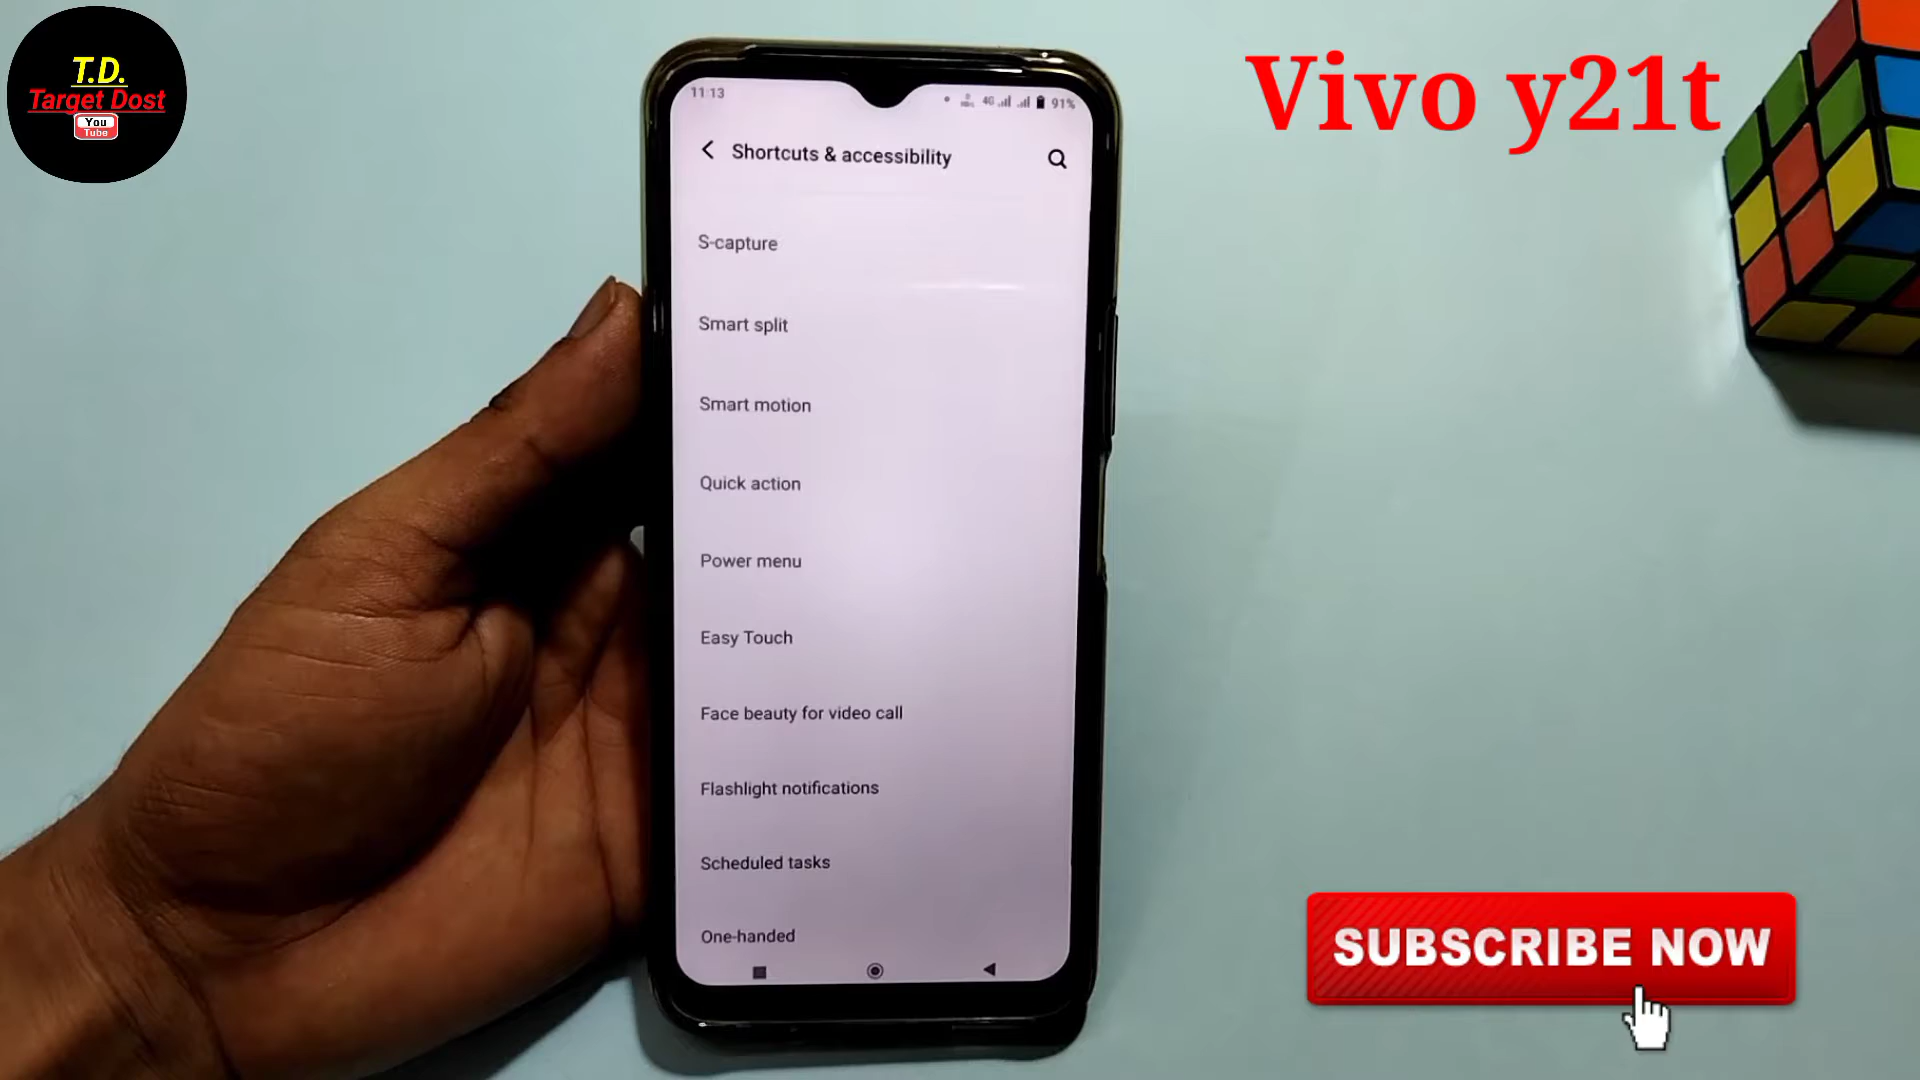 T.D.
Target Dost
You
Tube
Vivo y21t
11:13
4G
91%
Shortcuts & accessibility
S-capture
Smart split
Smart motion
Quick action
Power menu
Easy Touch
Face beauty for video call
Flashlight notifications
Scheduled tasks
One-handed
SUBSCRIBE NOW